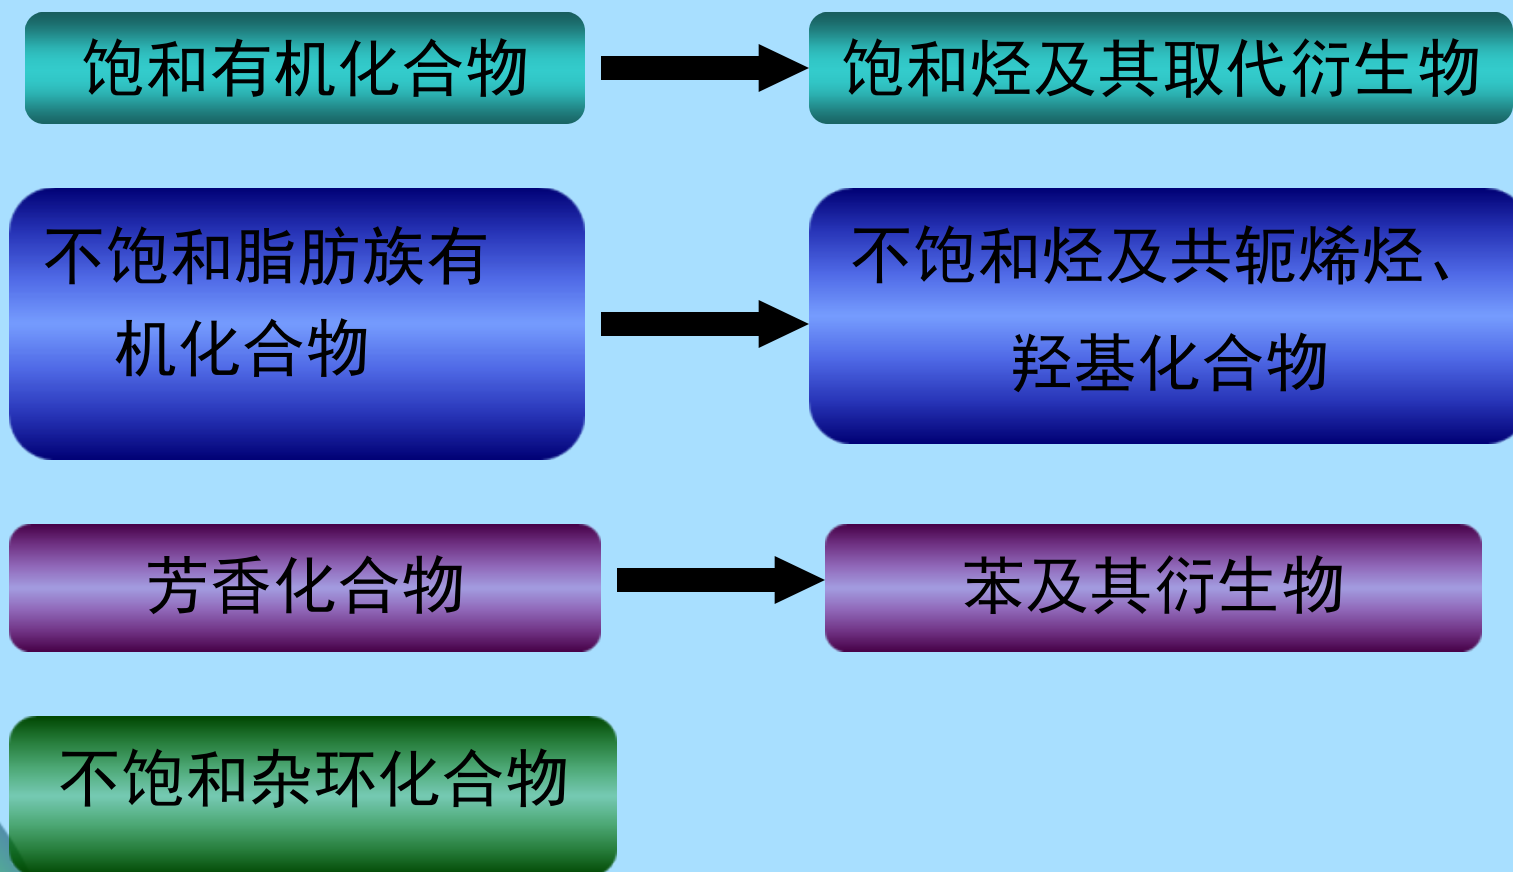 饱和有机化合物
饱和烃及其取代衍生物
不饱和脂肪族有
机化合物
不饱和烃及共轭烯烃、
羟基化合物
芳香化合物
苯及其衍生物
不饱和杂环化合物